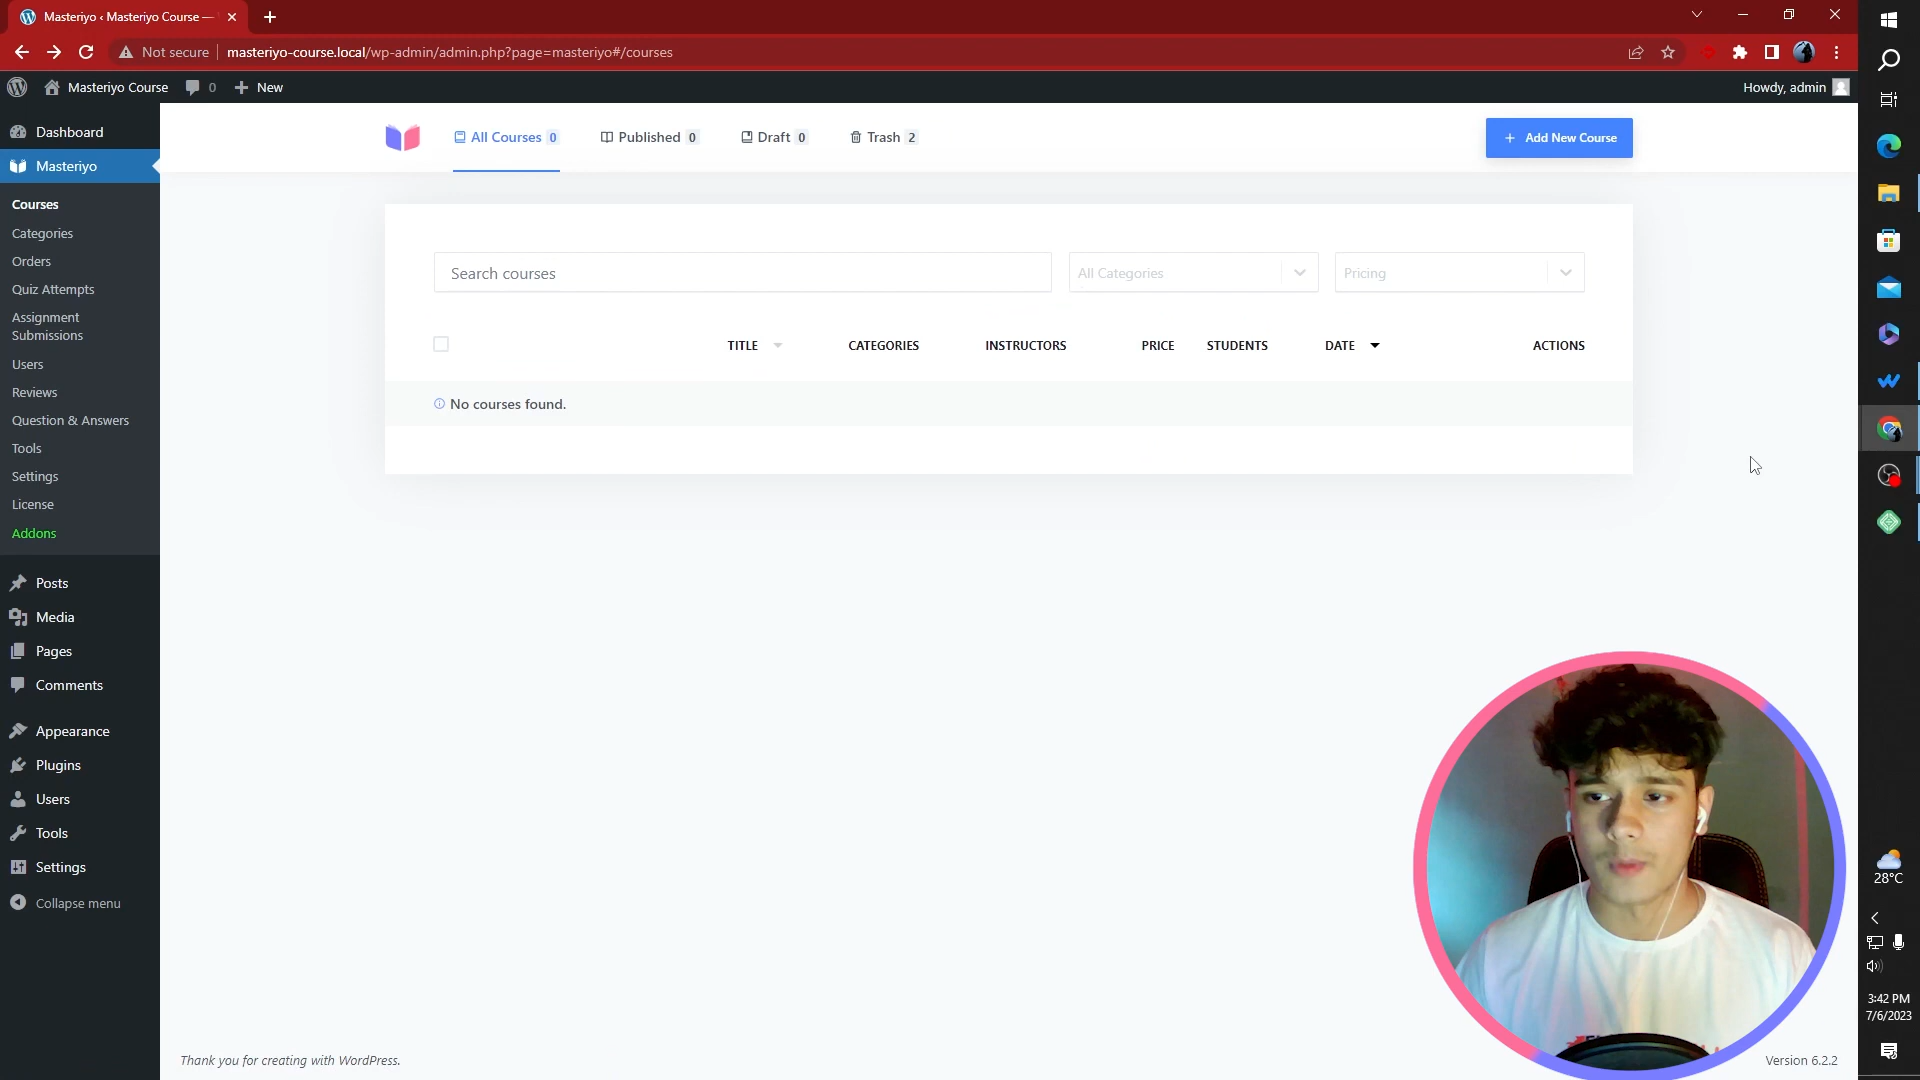 Masteriyo ‹ Masteriyo Course —
Not secure
masteriyo-course.local/wp-admin/admin.php?page=masteriyo#/courses
Masteriyo Course
0
New
Howdy, admin
Dashboard
Masteriyo
Courses
Categories
Orders
Quiz Attempts
Assignment
Submissions
Users
Reviews
Question & Answers
Tools
Settings
License
Addons
Posts
Media
Pages
Comments
Appearance
Plugins
Users
Tools
Settings
Collapse menu
All Courses 0
Published 0
Draft 0
Trash 2
+ Add New Course
Search courses
All Categories
Pricing
TITLE
CATEGORIES
INSTRUCTORS
PRICE
STUDENTS
DATE
ACTIONS
No courses found.
Thank you for creating with WordPress.
Version 6.2.2
28°C
3:42 PM
7/6/2023